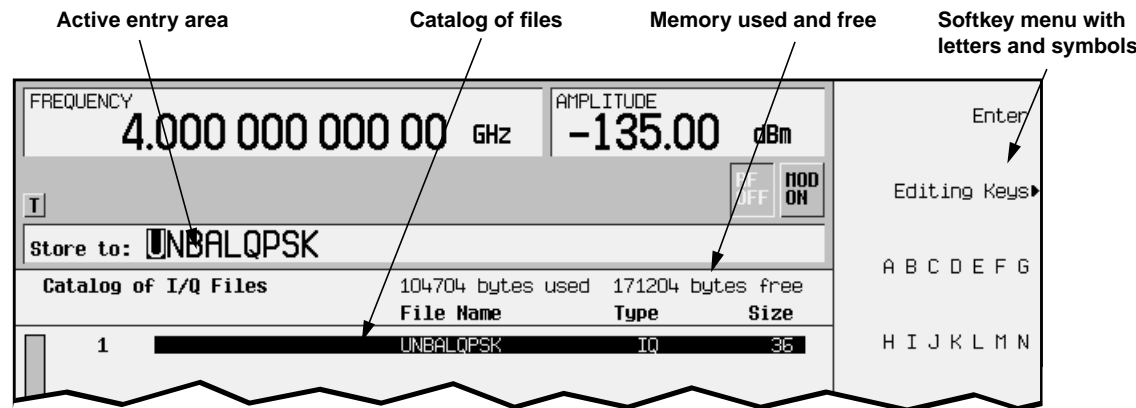 Active entry area
Catalog of files
Memory used and free
Softkey menu with
letters and symbols
FREQUENCY
4.000 000 000 00 GHz
AMPLITUDE
-135.00 dBm
Enter
RF
OFF
MOD
ON
Editing Keys
T
Store to: UNBALQPSK
A B C D E F G
Catalog of I/Q Files 104704 bytes used 171204 bytes free
File Name Type Size
1 UNBALQPSK IQ 36
H I J K L M N